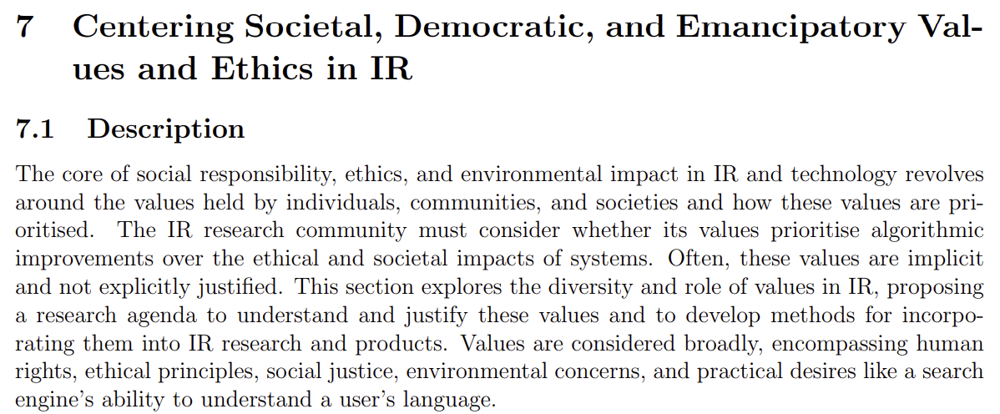 7 Centering Societal, Democratic, and Emancipatory Val-
ues and Ethics in IR
7.1 Description
The core of social responsibility, ethics, and environmental impact in IR and technology revolves
around the values held by individuals, communities, and societies and how these values are pri-
oritised. The IR research community must consider whether its values prioritise algorithmic
improvements over the ethical and societal impacts of systems. Often, these values are implicit
and not explicitly justified. This section explores the diversity and role of values in IR, proposing
a research agenda to understand and justify these values and to develop methods for incorpo-
rating them into IR research and products. Values are considered broadly, encompassing human
rights, ethical principles, social justice, environmental concerns, and practical desires like a search
engine's ability to understand a user's language.